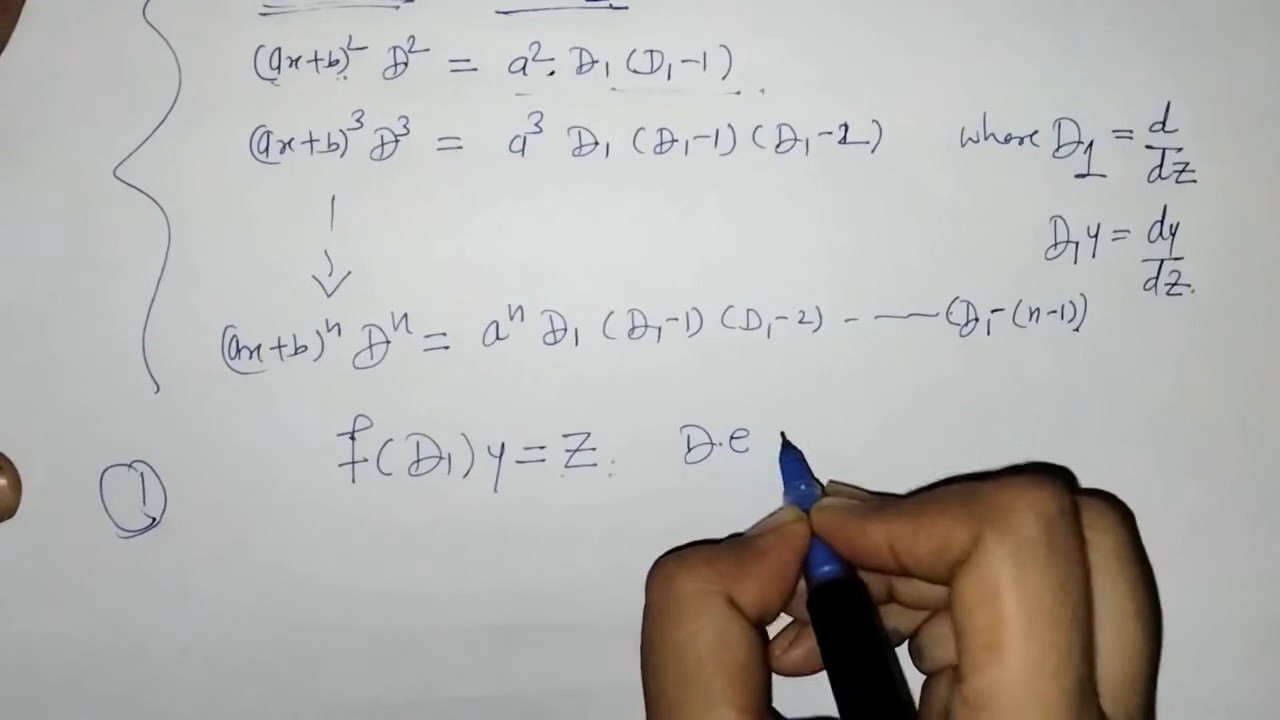 (ax+b)² D² = a². D₁ (D₁-1)
(ax+b)³ D³ = a³ D₁ (D₁-1) (D₁-2)
where D₁ = d/dz
D₁y = dy/dz.
(ax+b)ⁿ Dⁿ = aⁿ D₁ (D₁-1) (D₁-2) - —— (D₁-(n-1))
f(D₁) y = Z. D.e
1